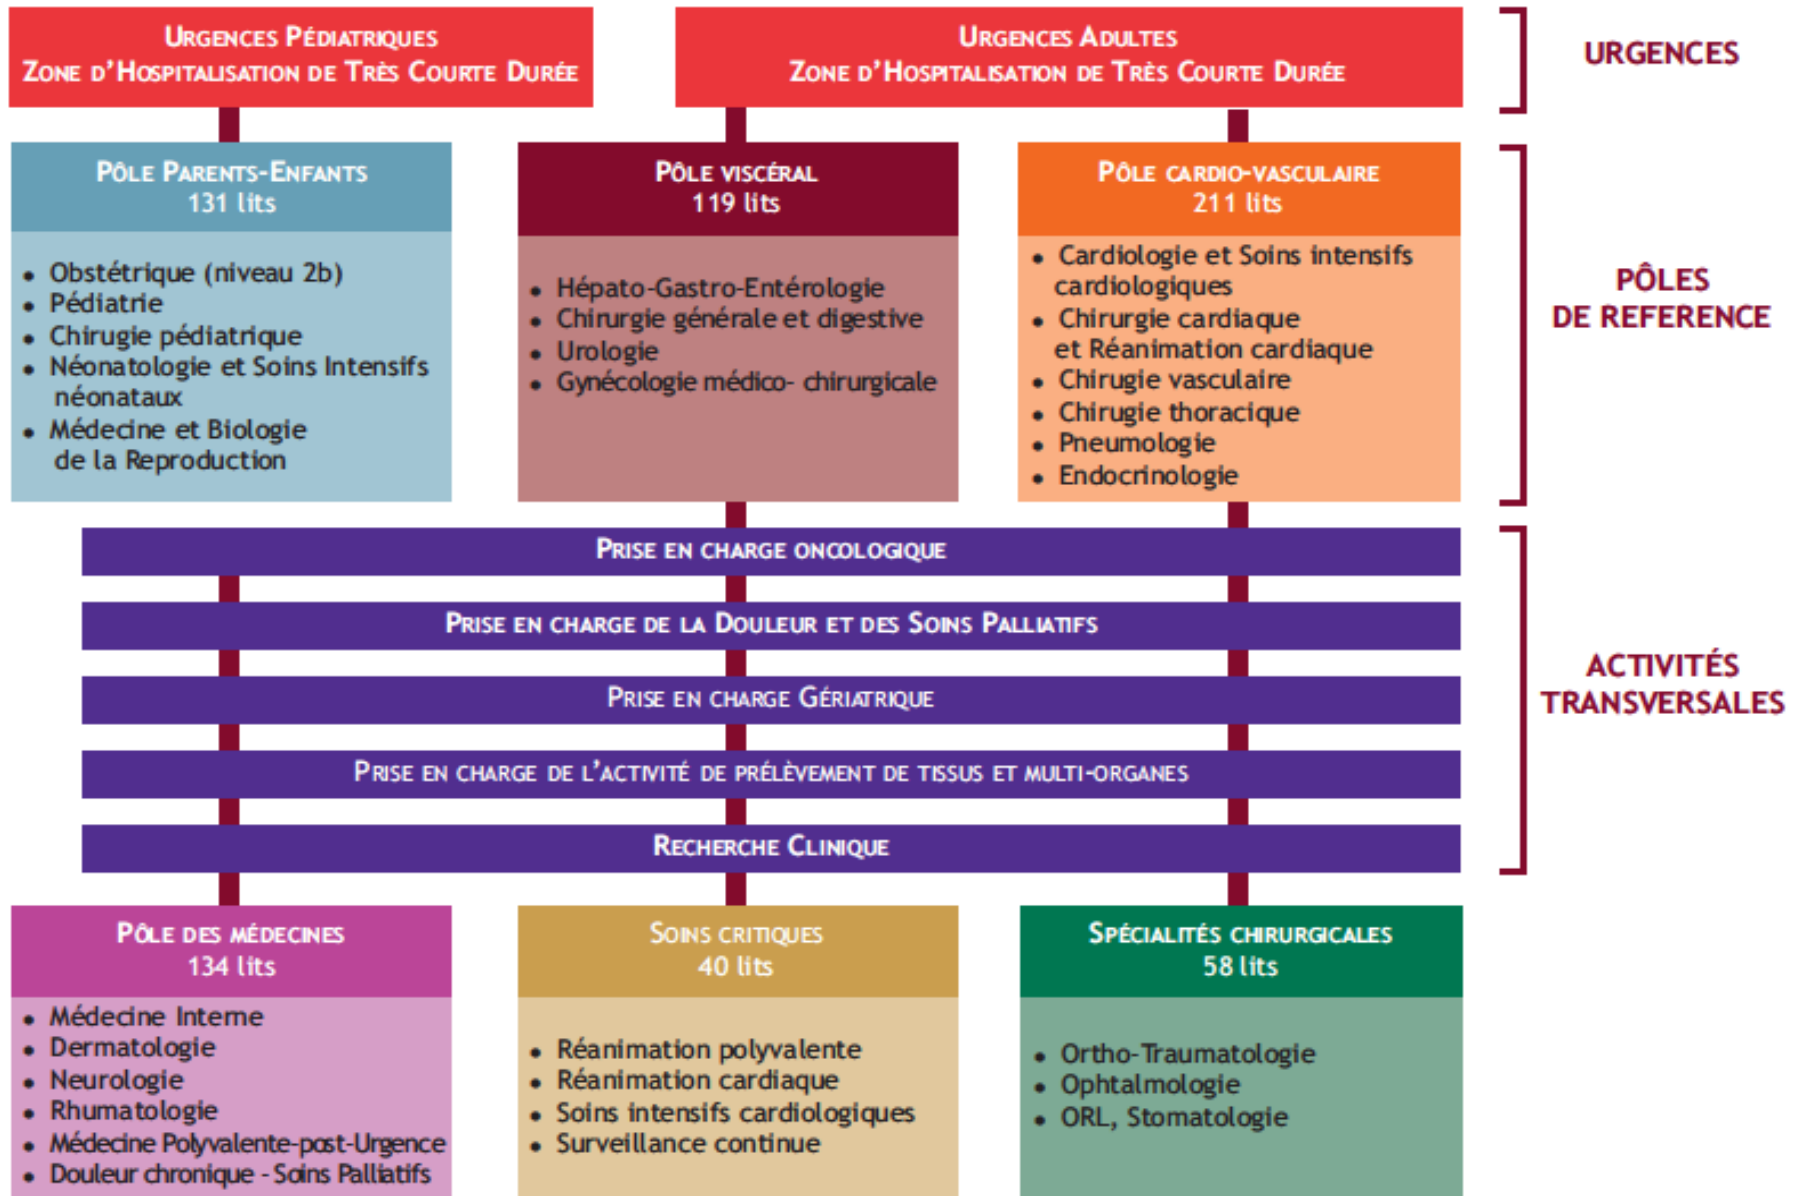 URGENCES PÉDIATRIQUES
ZONE D'HOSPITALISATION DE TRÈS COURTE DURÉE
URGENCES ADULTES
ZONE D'HOSPITALISATION DE TRÈS COURTE DURÉE
URGENCES
PÔLE PARENTS-ENFANTS
131 lits
• Obstétrique (niveau 2b)
• Pédiatrie
• Chirugie pédiatrique
• Néonatologie et Soins Intensifs
néonataux
• Médecine et Biologie
de la Reproduction
PÔLE VISCÉRAL
119 lits
• Hépato-Gastro-Entérologie
• Chirurgie générale et digestive
• Urologie
• Gynécologie médico- chirurgicale
PÔLE CARDIO-VASCULAIRE
211 lits
• Cardiologie et Soins intensifs
cardiologiques
• Chirurgie cardiaque
et Réanimation cardiaque
• Chirugie vasculaire
• Chirugie thoracique
• Pneumologie
• Endocrinologie
PÔLES
DE REFERENCE
PRISE EN CHARGE ONCOLOGIQUE
PRISE EN CHARGE DE LA DOULEUR ET DES SOINS PALLIATIFS
PRISE EN CHARGE GÉRIATRIQUE
PRISE EN CHARGE DE L'ACTIVITÉ DE PRÉLÈVEMENT DE TISSUS ET MULTI-ORGANES
RECHERCHE CLINIQUE
ACTIVITÉS
TRANSVERSALES
PÔLE DES MÉDECINES
134 lits
• Médecine Interne
• Dermatologie
• Neurologie
• Rhumatologie
• Médecine Polyvalente-post-Urgence
• Douleur chronique - Soins Palliatifs
SOINS CRITIQUES
40 lits
• Réanimation polyvalente
• Réanimation cardiaque
• Soins intensifs cardiologiques
• Surveillance continue
SPÉCIALITÉS CHIRURGICALES
58 lits
• Ortho-Traumatologie
• Ophtalmologie
• ORL, Stomatologie